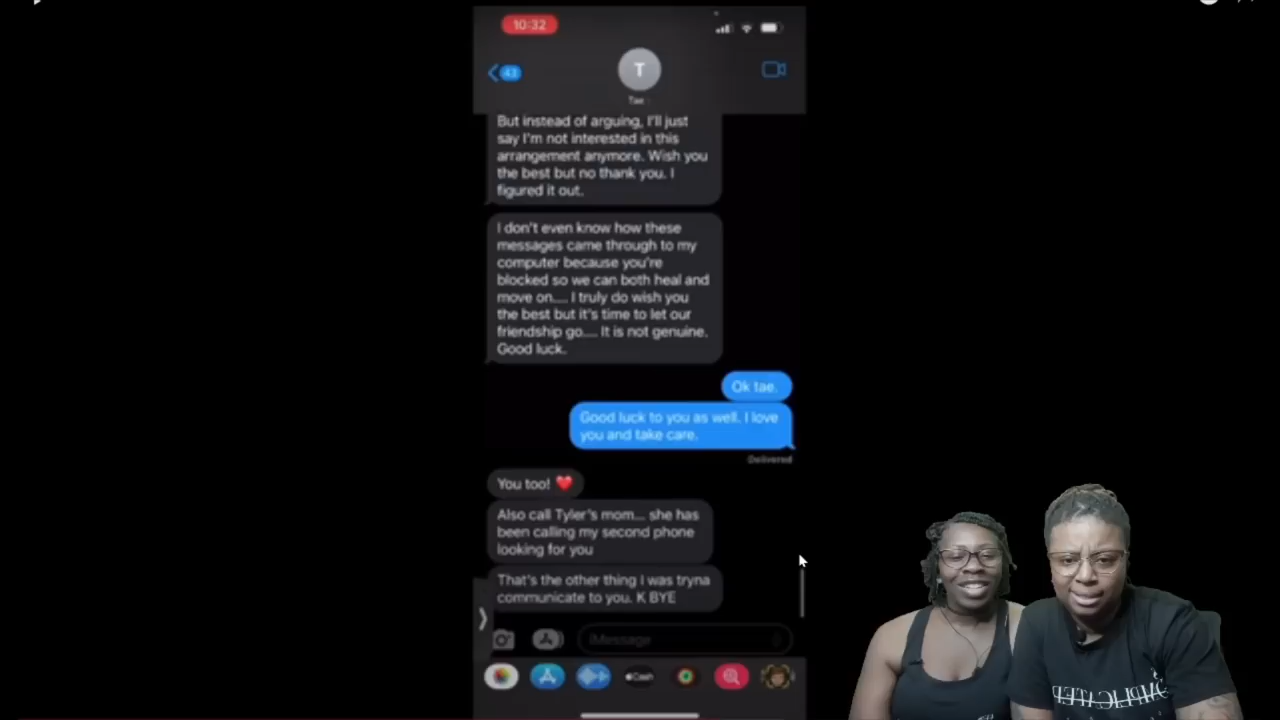 10:32
43
T
Tae
But instead of arguing, I'll just
say I'm not interested in this
arrangement anymore. Wish you
the best but no thank you. I
figured it out.
I don't even know how these
messages came through to my
computer because you're
blocked so we can both heal and
move on.... I truly do wish you
the best but it's time to let our
friendship go.... It is not genuine.
Good luck.
Ok tae.
Good luck to you as well. I love
you and take care.
Delivered
You too! ❤️
Also call Tyler's mom... she has
been calling my second phone
looking for you
That's the other thing I was tryna
communicate to you. K BYE
iMessage
Cash